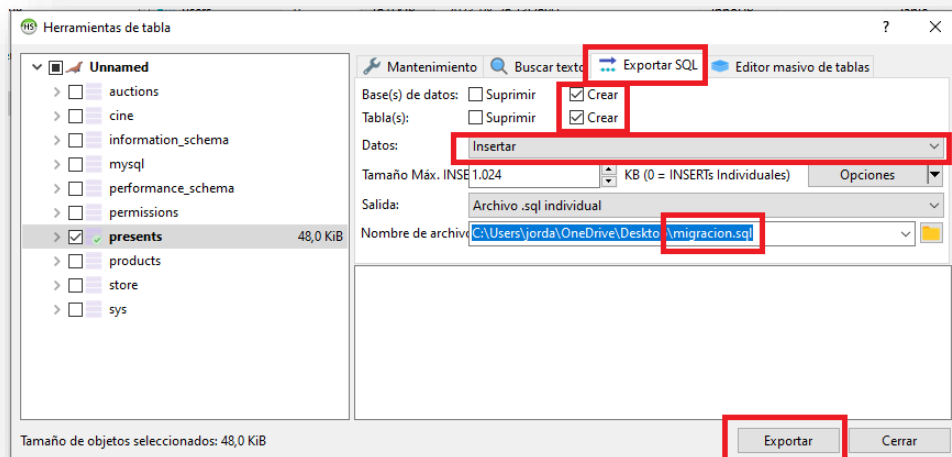 HS Herramientas de tabla ? ×
Unnamed
auctions
cine
information_schema
mysql
performance_schema
permissions
presents 48,0 KiB
products
store
sys
Mantenimiento Buscar texto Exportar SQL Editor masivo de tablas
Base(s) de datos: Suprimir Crear
Tabla(s): Suprimir Crear
Datos: Insertar
Tamaño Máx. INSE 1.024 KB (0 = INSERTs Individuales) Opciones
Salida: Archivo .sql individual
Nombre de archivo C:\Users\jorda\OneDrive\Desktop\migracion.sql
Tamaño de objetos seleccionados: 48,0 KiB Exportar Cerrar